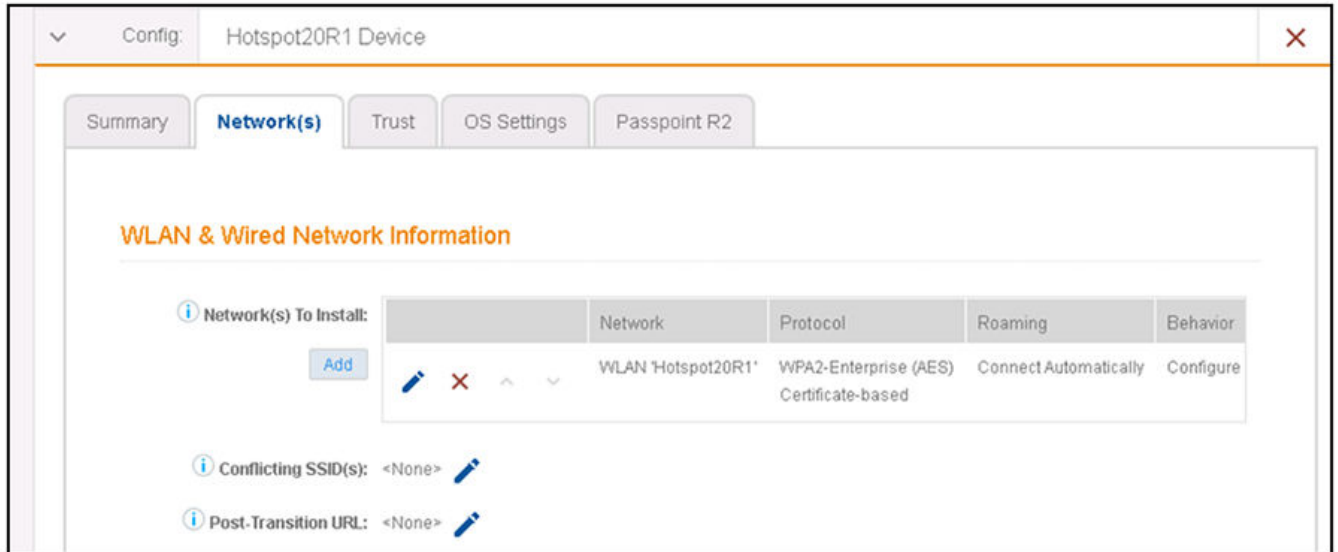 Config: Hotspot20R1 Device
Summary Network(s) Trust OS Settings Passpoint R2
WLAN & Wired Network Information
Network(s) To Install:
Network Protocol Roaming Behavior
Add
WLAN 'Hotspot20R1' WPA2-Enterprise (AES) Connect Automatically Configure
Certificate-based
Conflicting SSID(s): <None>
Post-Transition URL: <None>